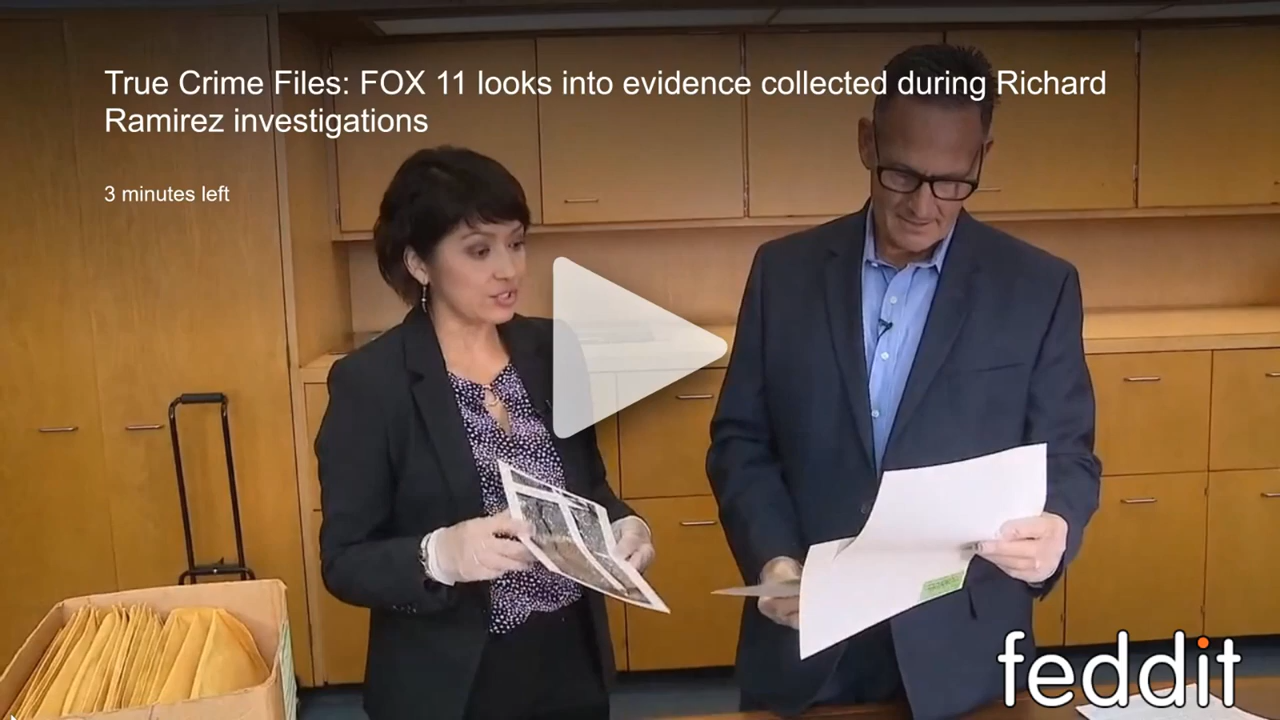 True Crime Files: FOX 11 looks into evidence collected during Richard
Ramirez investigations
3 minutes left
feddit